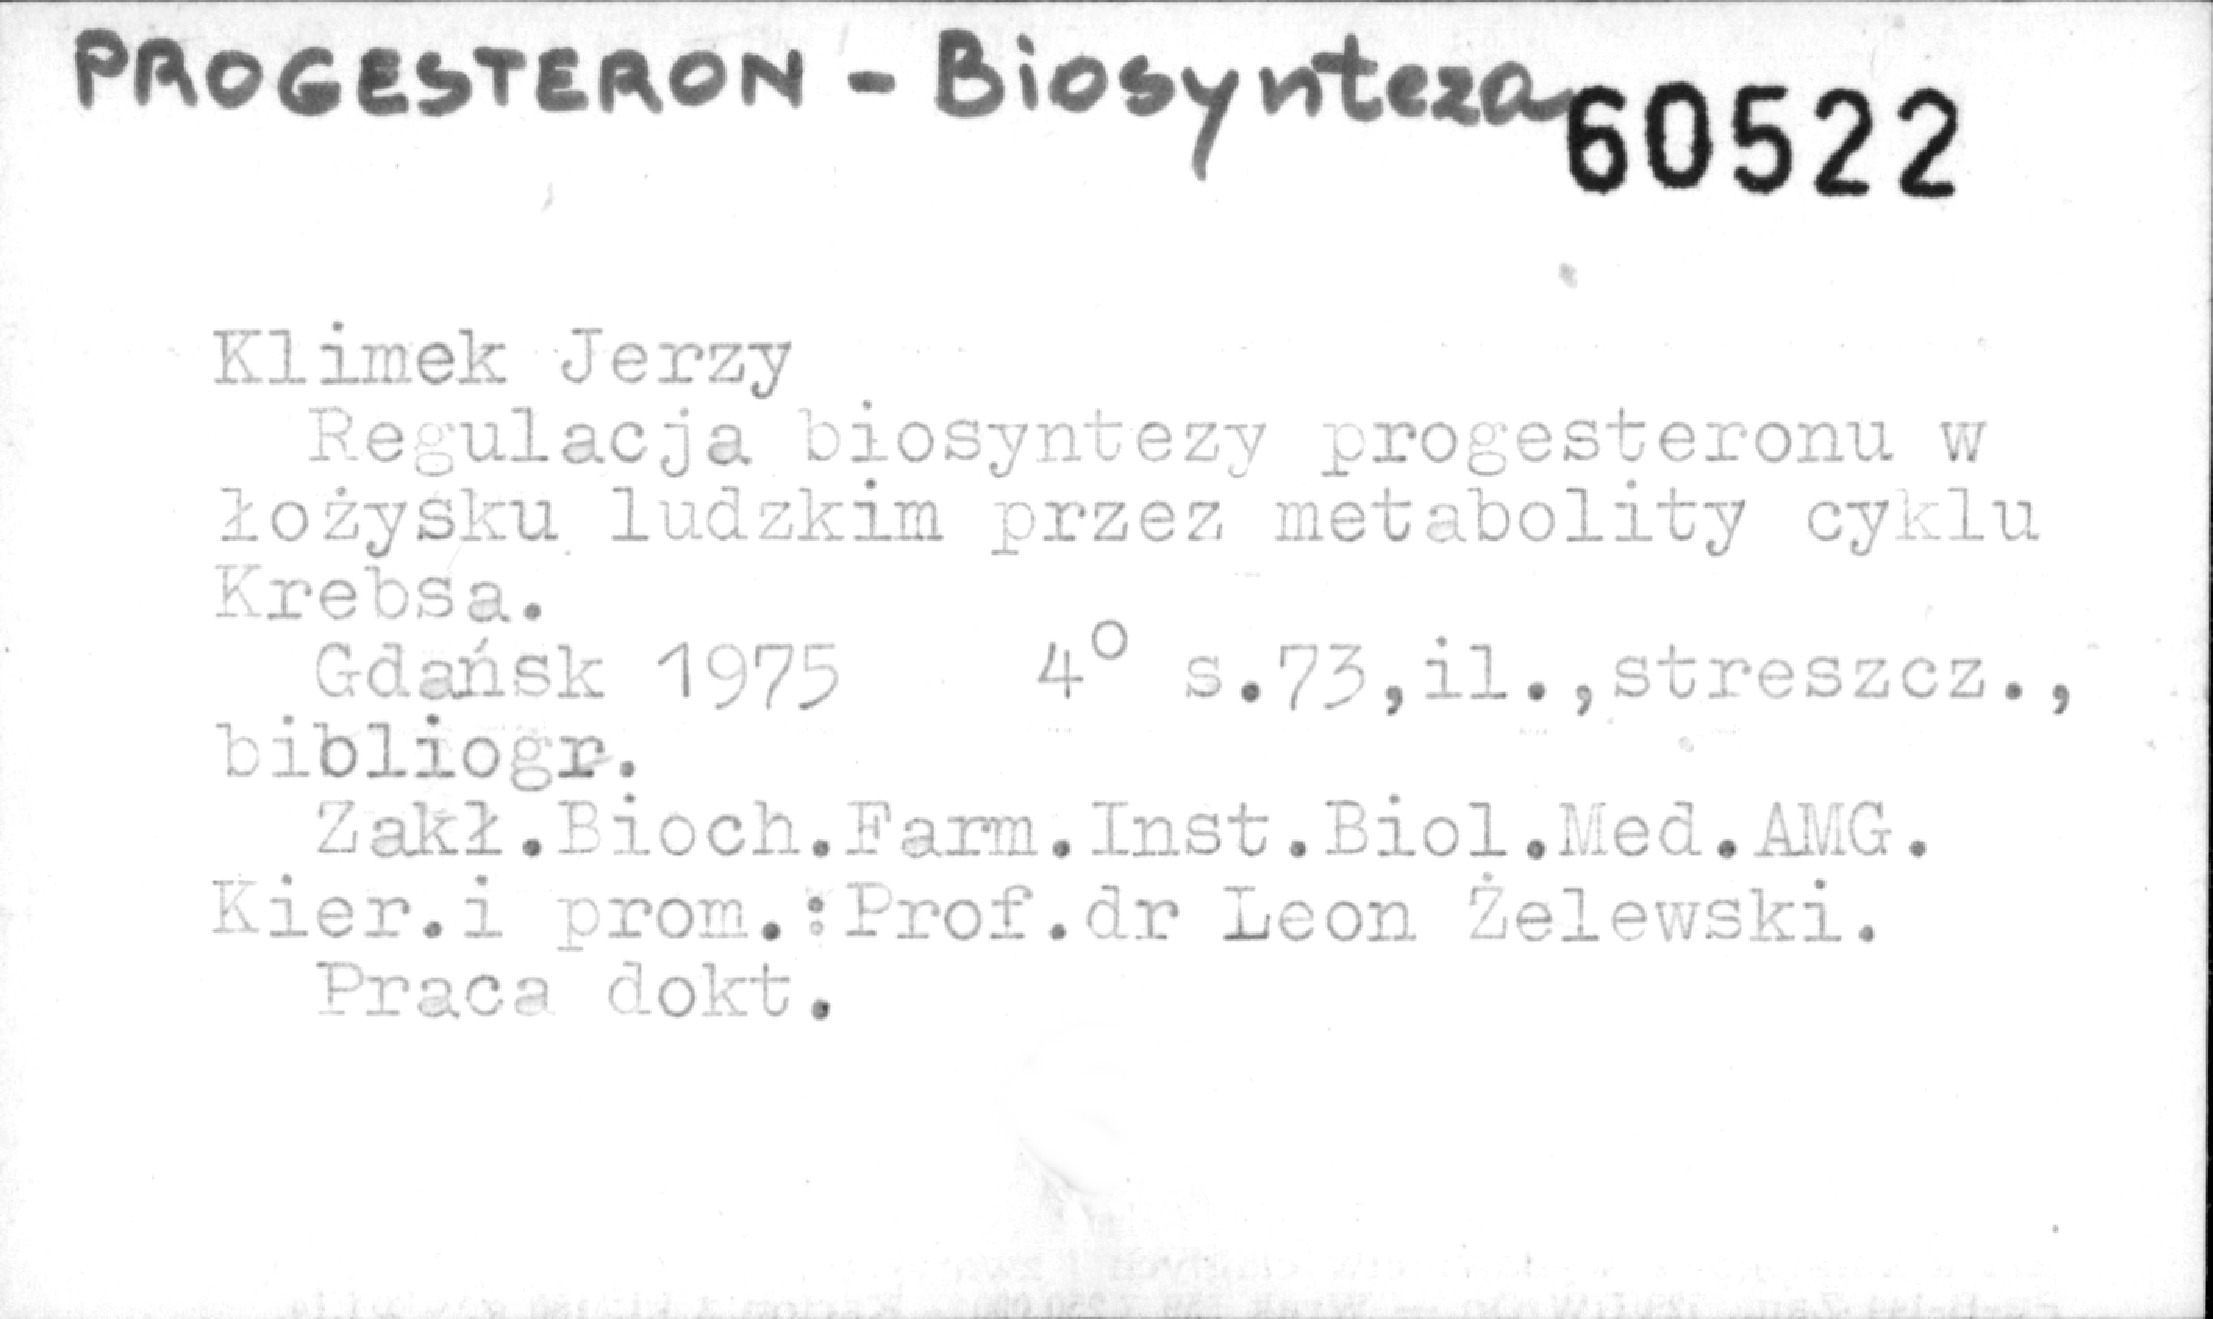 PROGESTERON - Biosynteza 60522
Klimek Jerzy
Regulacja biosyntezy progesteronu w
łożysku ludzkim przez metabolity cyklu
Krebsa.
Gdańsk 1975 4° s.73,il.,streszcz.,
bibliogr.
Zakł.Bioch.Farm.Inst.Biol.Med.AMG.
Kier.i prom.:Prof.dr Leon Żelewski.
Praca dokt.